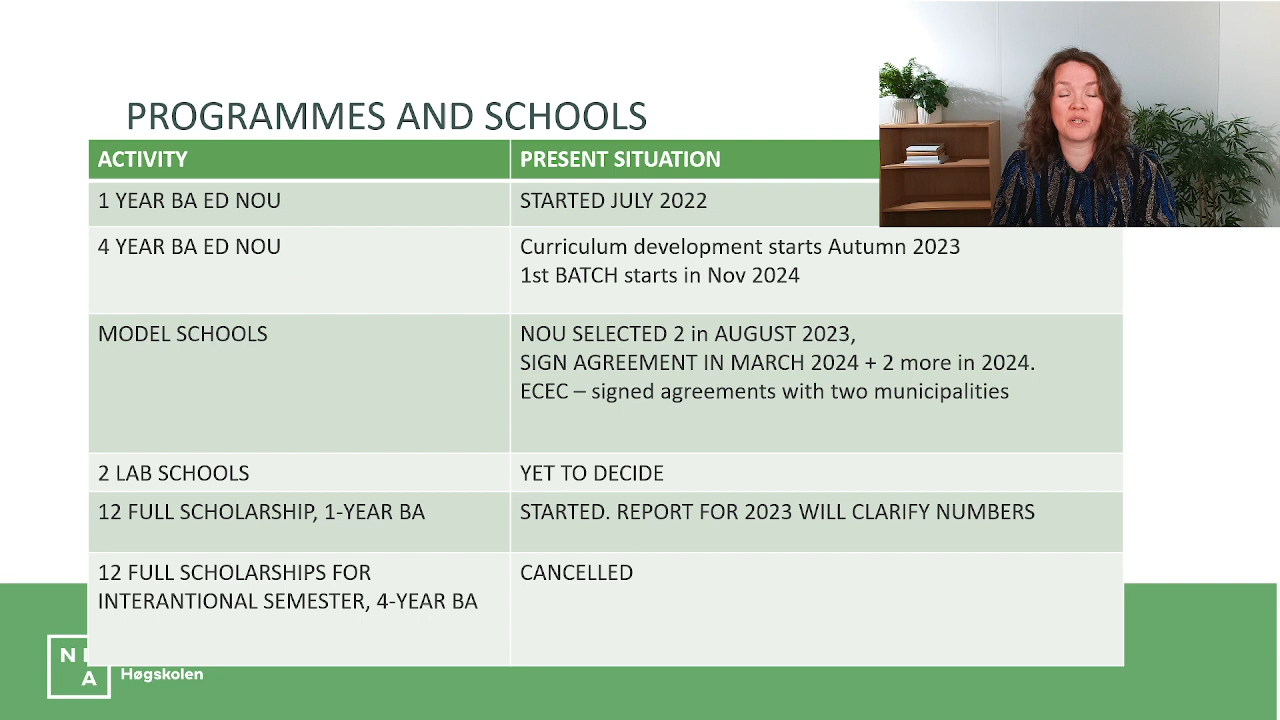 PROGRAMMES AND SCHOOLS
ACTIVITY
PRESENT SITUATION
1 YEAR BA ED NOU
STARTED JULY 2022
4 YEAR BA ED NOU
Curriculum development starts Autumn 2023
1st BATCH starts in Nov 2024
MODEL SCHOOLS
NOU SELECTED 2 in AUGUST 2023,
SIGN AGREEMENT IN MARCH 2024 + 2 more in 2024.
ECEC – signed agreements with two municipalities
2 LAB SCHOOLS
YET TO DECIDE
12 FULL SCHOLARSHIP, 1-YEAR BA
STARTED. REPORT FOR 2023 WILL CLARIFY NUMBERS
12 FULL SCHOLARSHIPS FOR
INTERANTIONAL SEMESTER, 4-YEAR BA
CANCELLED
N
A
Høgskolen